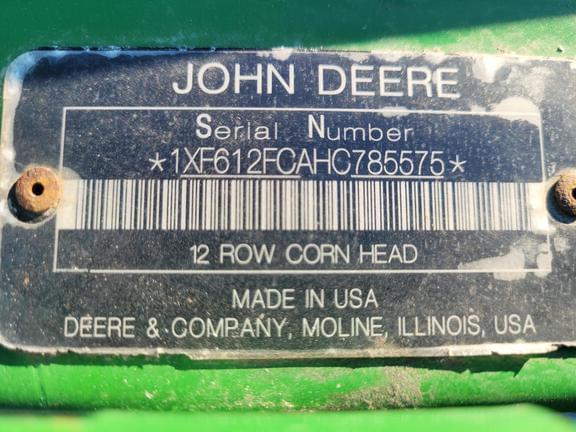 JOHN DEERE
Serial Number
*1XF612FCAHC785575*
12 ROW CORN HEAD
MADE IN USA
DEERE & COMPANY, MOLINE, ILLINOIS, USA